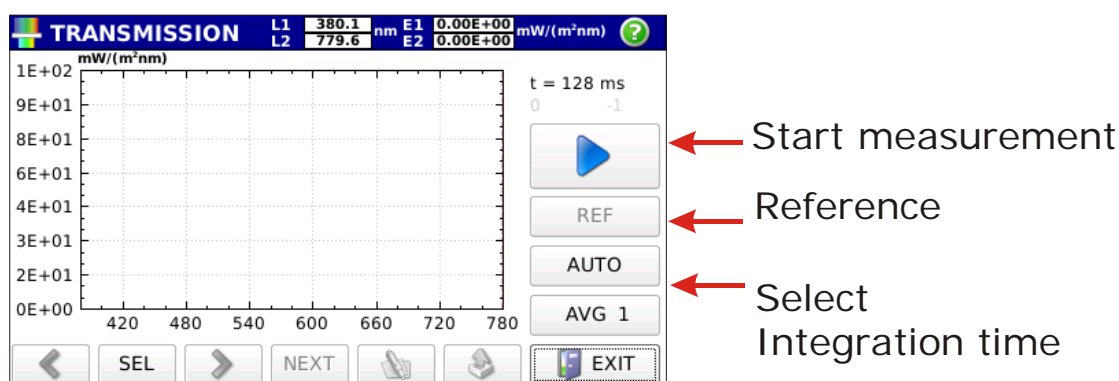 TRANSMISSION L1 380.1 nm E1 0.00E+00 mW/(m²nm) ?
L2 779.6 E2 0.00E+00
mW/(m²nm)
1E+02
9E+01
8E+01
6E+01
4E+01
3E+01
2E+01
0E+00
420 480 540 600 660 720 780
t = 128 ms
0 -1
Start measurement
REF
Reference
AUTO
Select
Integration time
AVG 1
SEL NEXT EXIT